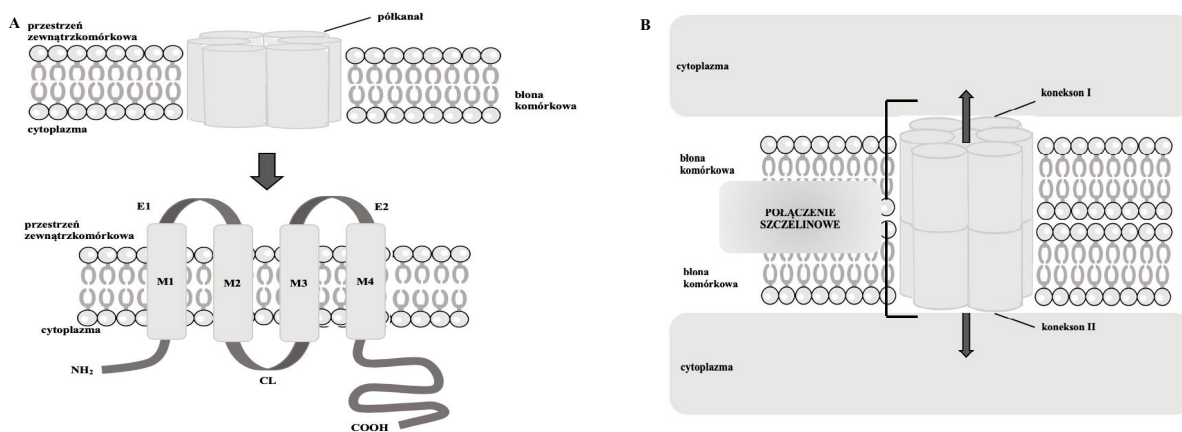 A
przestrzeń
zewnątrzkomórkowa
półkanał
błona
komórkowa
cytoplazma
E1
E2
przestrzeń
zewnątrzkomórkowa
M1
M2
M3
M4
cytoplazma
NH₂
CL
COOH
B
cytoplazma
konekson I
błona
komórkowa
POŁĄCZENIE
SZCZELINOWE
błona
komórkowa
konekson II
cytoplazma